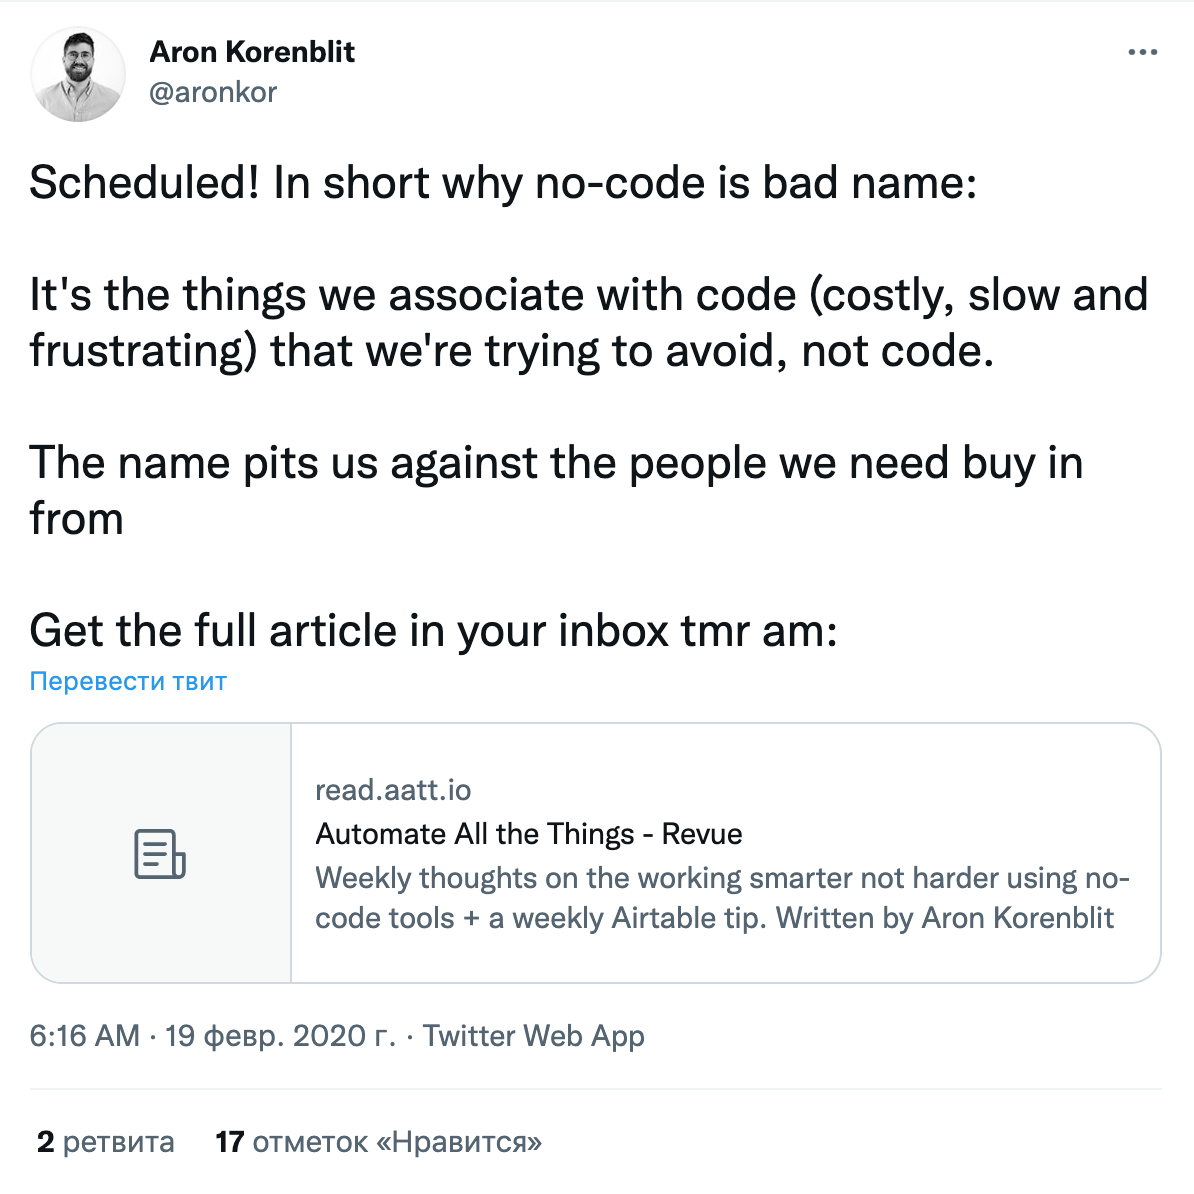 Aron Korenblit
@aronkor
Scheduled! In short why no-code is bad name:
It's the things we associate with code (costly, slow and
frustrating) that we're trying to avoid, not code.
The name pits us against the people we need buy in
from
Get the full article in your inbox tmr am:
Перевести твит
read.aatt.io
Automate All the Things - Revue
Weekly thoughts on the working smarter not harder using no-
code tools + a weekly Airtable tip. Written by Aron Korenblit
6:16 AM · 19 февр. 2020 г. · Twitter Web App
2 ретвита 17 отметок «Нравится»